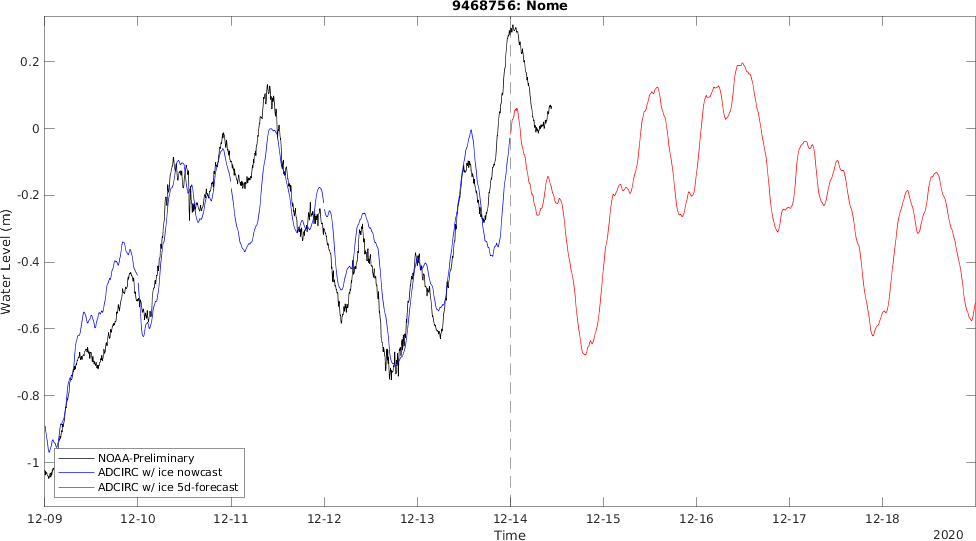 9468756: Nome
Water Level (m)
0.2
0
-0.2
-0.4
-0.6
-0.8
-1
NOAA-Preliminary
ADCIRC w/ ice nowcast
ADCIRC w/ ice 5d-forecast
12-09 12-10 12-11 12-12 12-13 12-14 12-15 12-16 12-17 12-18
Time
2020